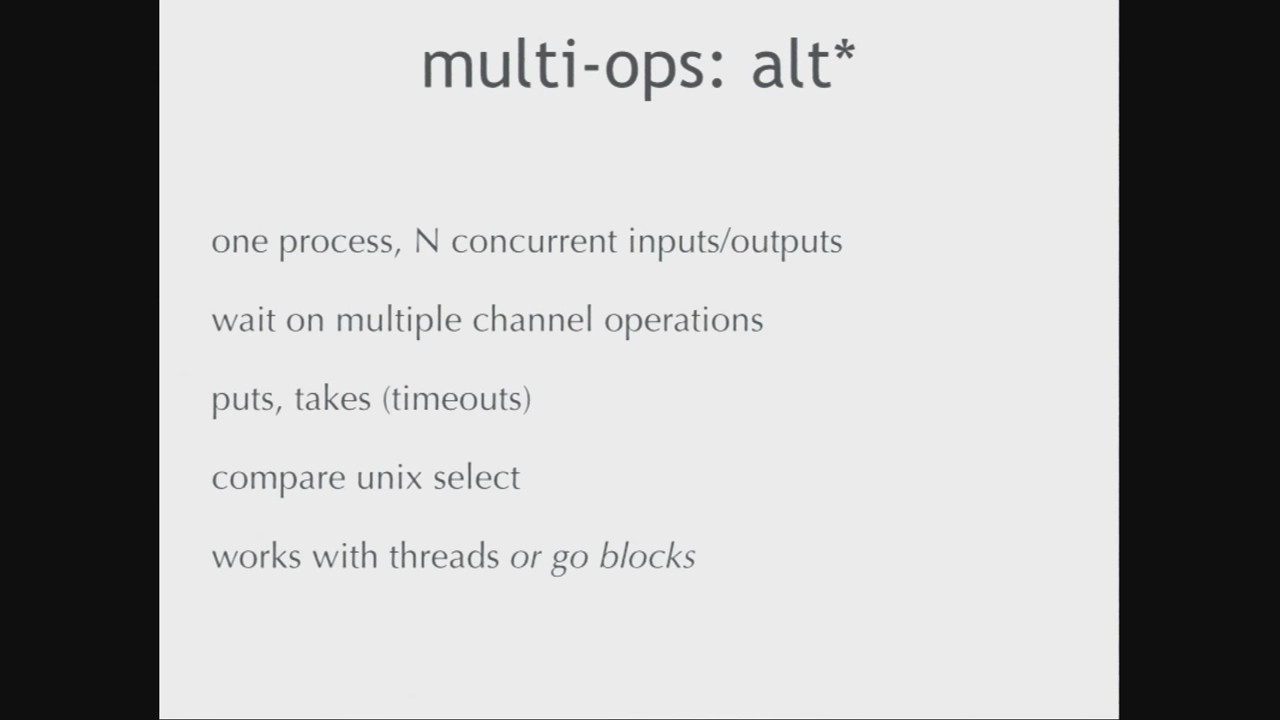 multi-ops: alt*
one process, N concurrent inputs/outputs
wait on multiple channel operations
puts, takes (timeouts)
compare unix select
works with threads or go blocks